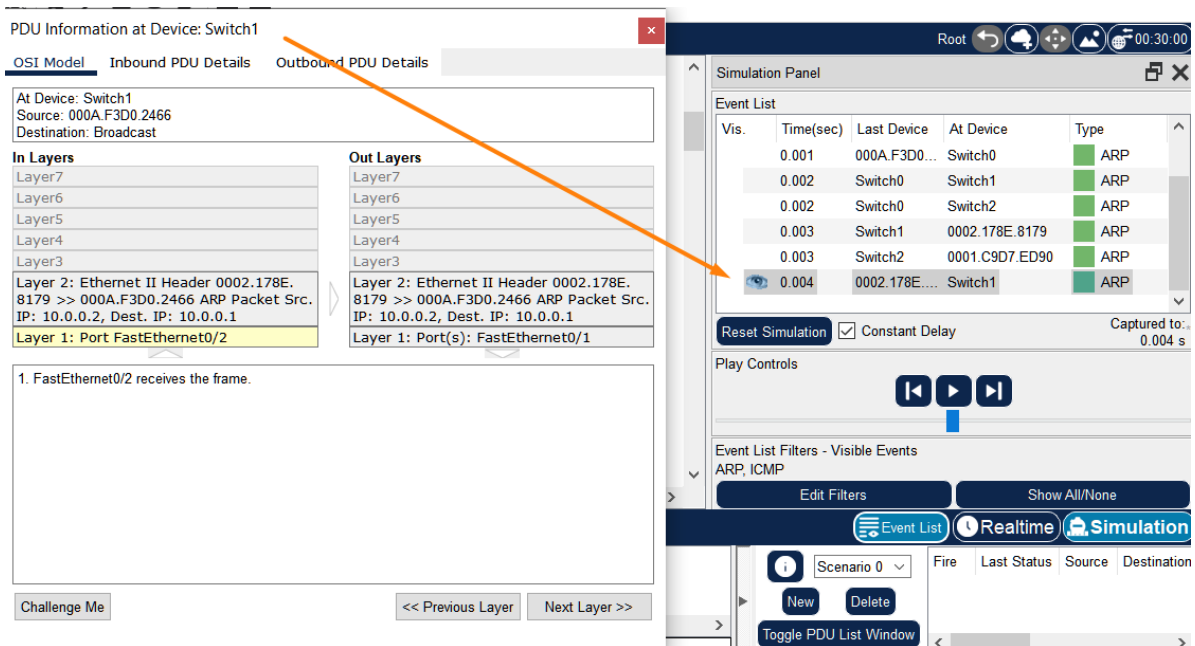 PDU Information at Device: Switch1
OSI Model Inbound PDU Details Outbound PDU Details
At Device: Switch1
Source: 000A.F3D0.2466
Destination: Broadcast
In Layers
Layer7
Layer6
Layer5
Layer4
Layer3
Layer 2: Ethernet II Header 0002.178E.
8179 >> 000A.F3D0.2466 ARP Packet Src.
IP: 10.0.0.2, Dest. IP: 10.0.0.1
Layer 1: Port FastEthernet0/2
Out Layers
Layer7
Layer6
Layer5
Layer4
Layer3
Layer 2: Ethernet II Header 0002.178E.
8179 >> 000A.F3D0.2466 ARP Packet Src.
IP: 10.0.0.2, Dest. IP: 10.0.0.1
Layer 1: Port(s): FastEthernet0/1
1. FastEthernet0/2 receives the frame.
Challenge Me
<< Previous Layer
Next Layer >>
Root 00:30:00
Simulation Panel
Event List
Vis. Time(sec) Last Device At Device Type
0.001 000A.F3D0... Switch0 ARP
0.002 Switch0 Switch1 ARP
0.002 Switch0 Switch2 ARP
0.003 Switch1 0002.178E.8179 ARP
0.003 Switch2 0001.C9D7.ED90 ARP
0.004 0002.178E.... Switch1 ARP
Reset Simulation Constant Delay
Captured to:
0.004 s
Play Controls
Event List Filters - Visible Events
ARP, ICMP
Edit Filters
Show All/None
Event List Realtime Simulation
Scenario 0
New Delete
Toggle PDU List Window
Fire Last Status Source Destination